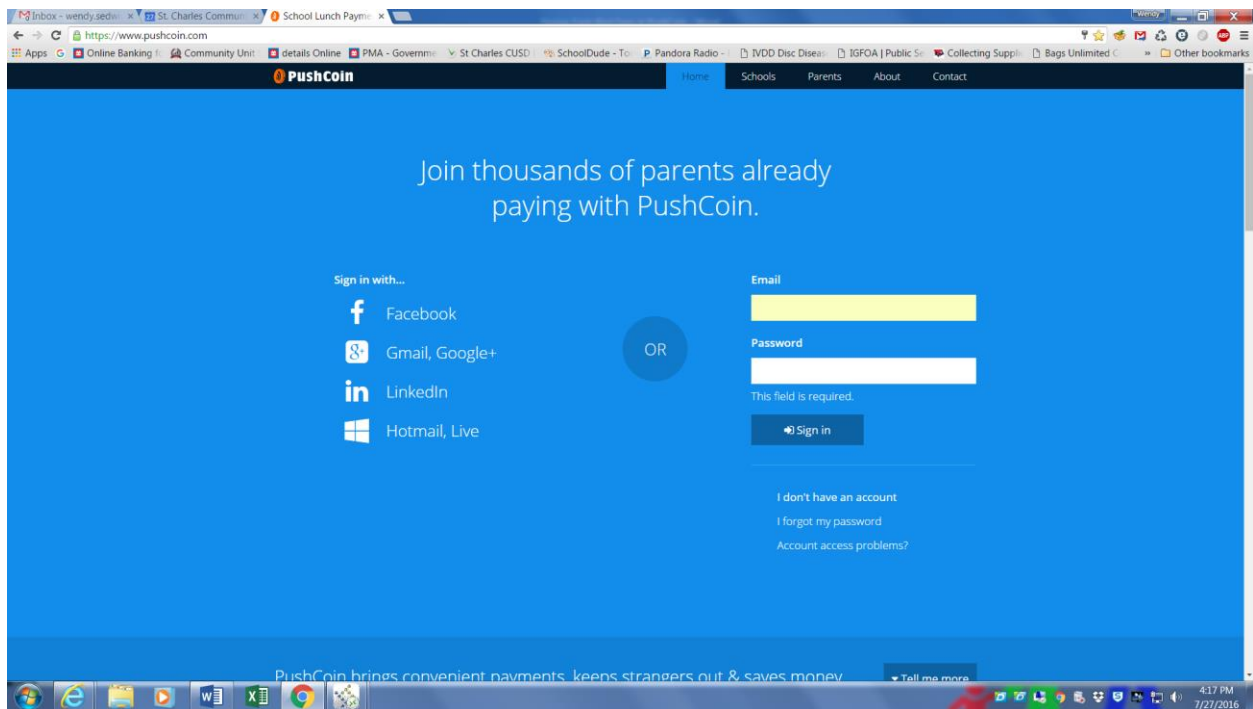 Inbox - wendy.sedwi
St. Charles Communi
School Lunch Payme
Wendy
https://www.pushcoin.com
Apps
Online Banking fo
Community Unit
details Online
PMA - Governme
St Charles CUSD
SchoolDude - To
Pandora Radio -
IVDD Disc Diseas
IGFOA | Public Se
Collecting Suppli
Bags Unlimited C
» Other bookmarks
PushCoin
Home
Schools
Parents
About
Contact
Join thousands of parents already
paying with PushCoin.
Sign in with...
Facebook
Gmail, Google+
LinkedIn
Hotmail, Live
OR
Email
Password
This field is required.
Sign in
I don't have an account
I forgot my password
Account access problems?
PushCoin brings convenient payments, keeps strangers out & saves money
Tell me more
4:17 PM
7/27/2016